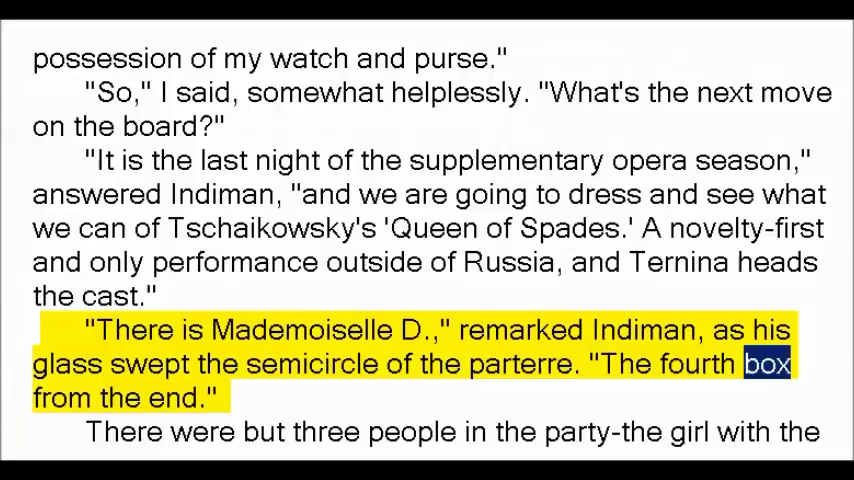 possession of my watch and purse."
"So," I said, somewhat helplessly. "What's the next move
on the board?"
"It is the last night of the supplementary opera season,"
answered Indiman, "and we are going to dress and see what
we can of Tschaikowsky's 'Queen of Spades.' A novelty-first
and only performance outside of Russia, and Ternina heads
the cast."
"There is Mademoiselle D.," remarked Indiman, as his
glass swept the semicircle of the parterre. "The fourth box
from the end."
There were but three people in the party-the girl with the